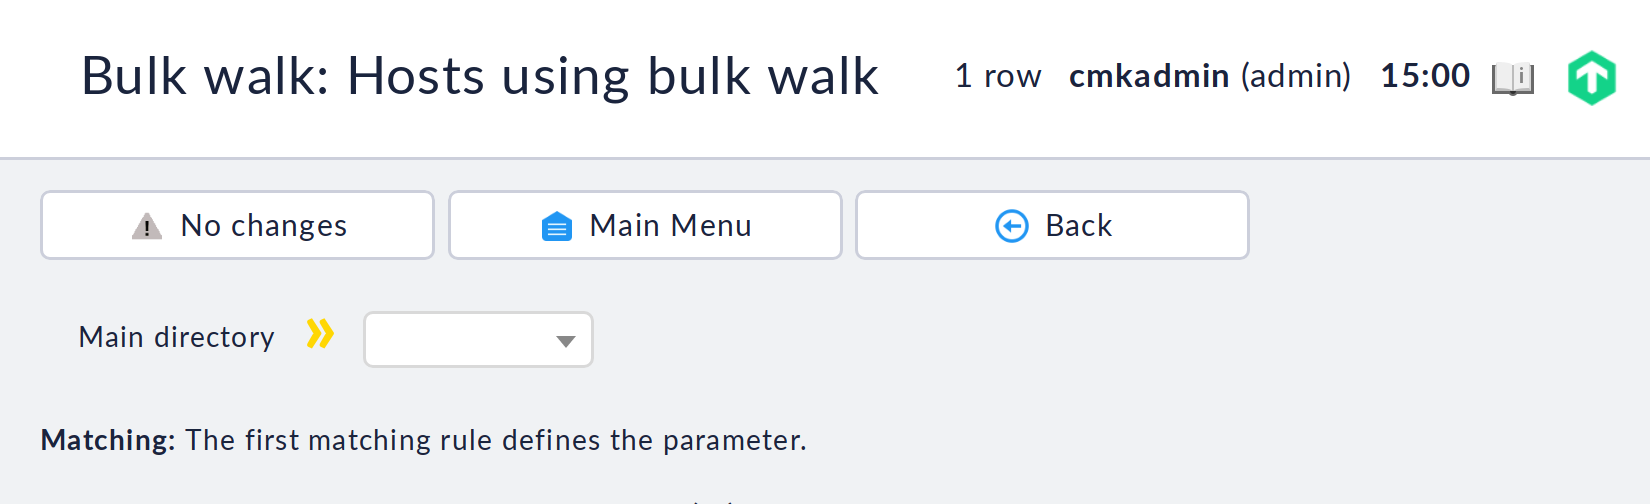 Bulk walk: Hosts using bulk walk 1 row cmkadmin (admin) 15:00
No changes Main Menu Back
Main directory
Matching: The first matching rule defines the parameter.